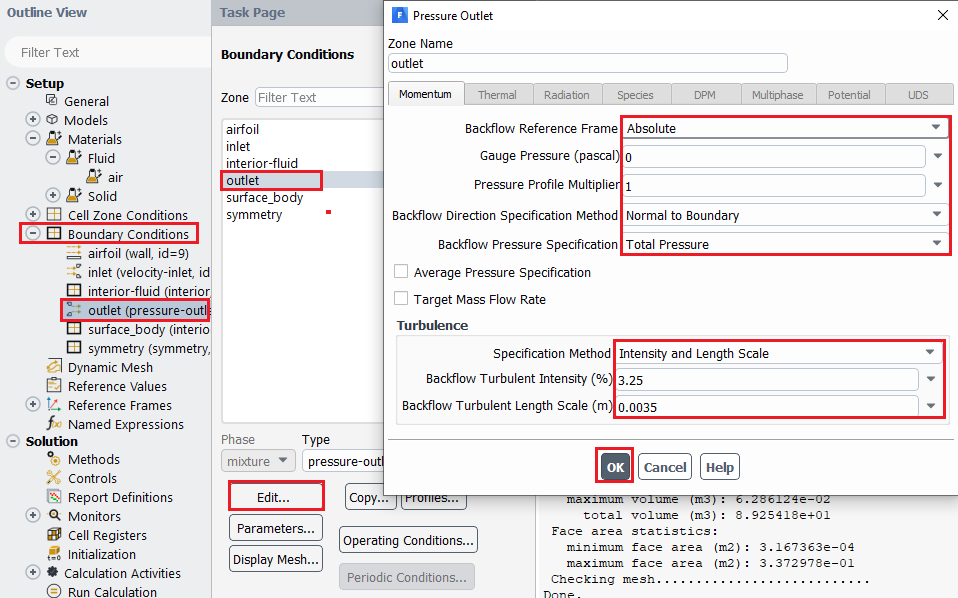 Outline View
Filter Text
Setup
General
Models
Materials
Fluid
air
Solid
Cell Zone Conditions
Boundary Conditions
airfoil (wall, id=9)
inlet (velocity-inlet, id
interior-fluid (interior
outlet (pressure-outle
surface_body (interio
symmetry (symmetry,
Dynamic Mesh
Reference Values
Reference Frames
Named Expressions
Solution
Methods
Controls
Report Definitions
Monitors
Cell Registers
Initialization
Calculation Activities
Run Calculation
Task Page
Boundary Conditions
Zone Filter Text
airfoil
inlet
interior-fluid
outlet
surface_body
symmetry
Phase Type
mixture pressure-outl
Edit... Copy... Profiles...
Parameters... Operating Conditions...
Display Mesh... Periodic Conditions...
Pressure Outlet
Zone Name
outlet
Momentum Thermal Radiation Species DPM Multiphase Potential UDS
Backflow Reference Frame Absolute
Gauge Pressure (pascal) 0
Pressure Profile Multiplier 1
Backflow Direction Specification Method Normal to Boundary
Backflow Pressure Specification Total Pressure
Average Pressure Specification
Target Mass Flow Rate
Turbulence
Specification Method Intensity and Length Scale
Backflow Turbulent Intensity (%) 3.25
Backflow Turbulent Length Scale (m) 0.0035
OK Cancel Help
maximum volume (m3): 6.286124e-02
total volume (m3): 8.925418e+01
Face area statistics:
minimum face area (m2): 3.167363e-04
maximum face area (m2): 3.372978e-01
Checking mesh...........................
Done.